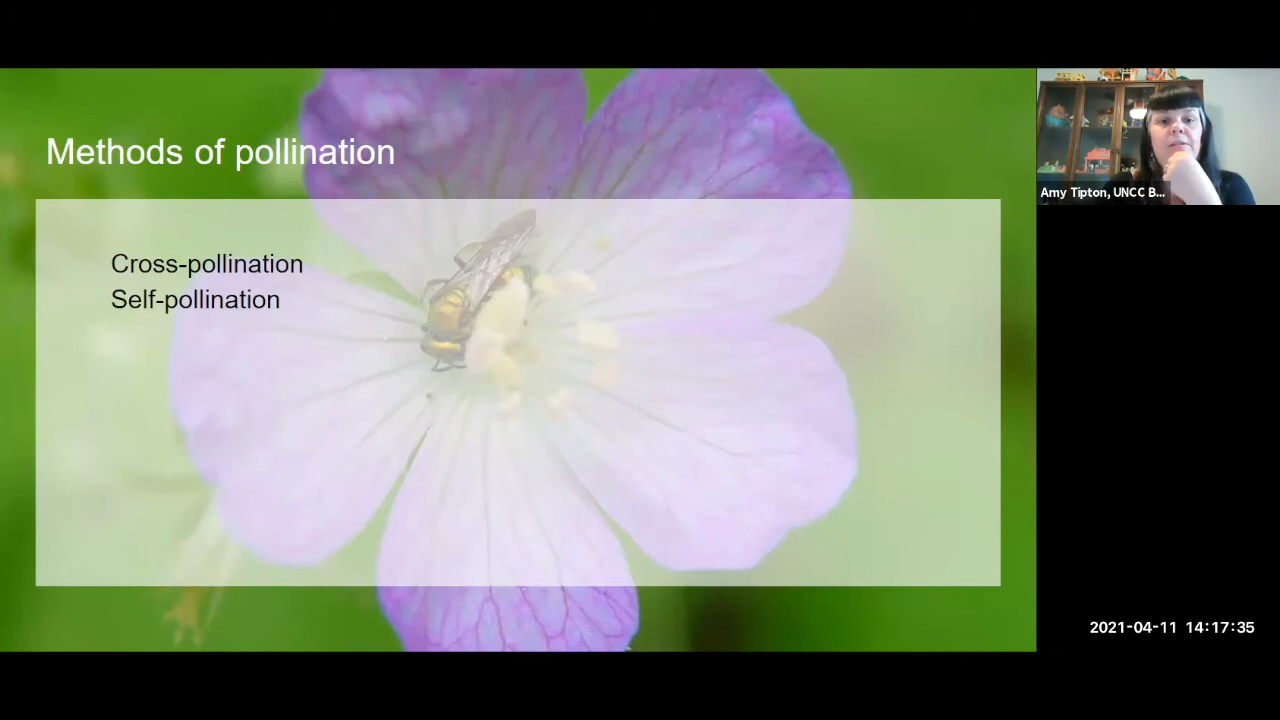 Methods of pollination
Cross-pollination
Self-pollination
Amy Tipton, UNCC B...
2021-04-11 14:17:35